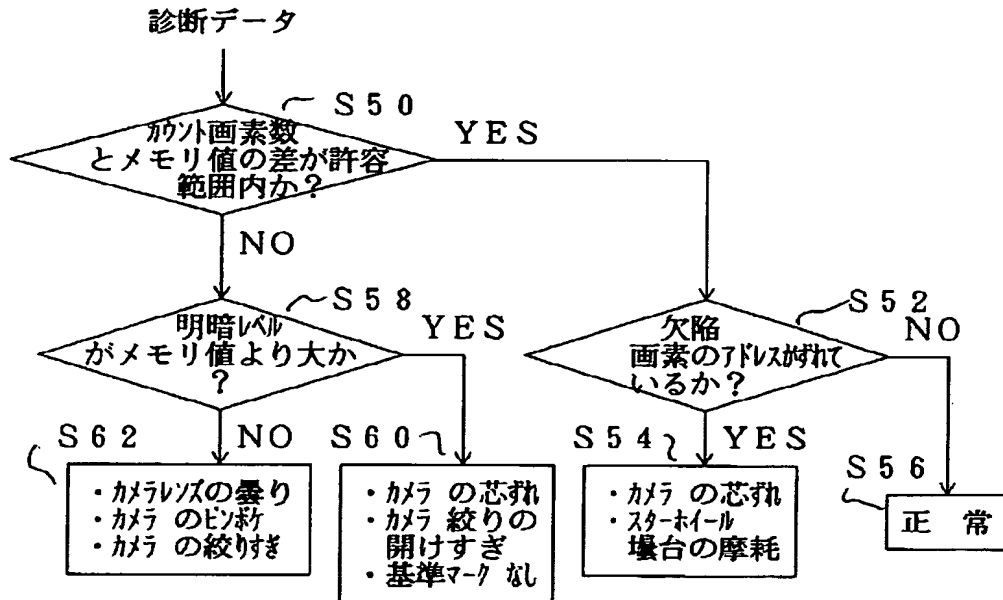 診断データ
S50
カウント画素数
とメモリ値の差が許容
範囲内か?
YES
NO
S58
明暗レベル
がメモリ値より大か
?
YES
S52
欠陥
画素のアドレスがずれて
いるか?
NO
S62
NO
S60
S54
YES
S56
・カメラレンズの曇り
・カメラ のピンボケ
・カメラ の絞りすぎ
・カメラ の芯ずれ
・カメラ 絞りの
開けすぎ
・基準マーク なし
・カメラ の芯ずれ
・スターホイール
壜台の摩耗
正 常